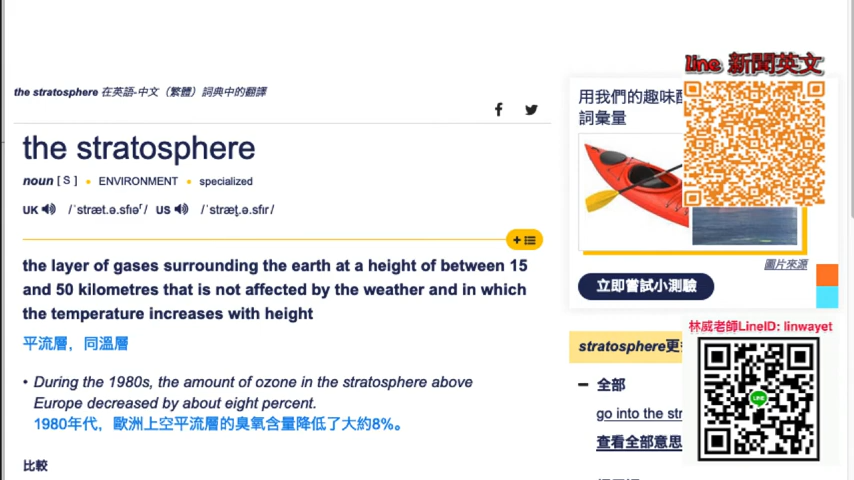 line 新聞英文
the stratosphere 在英語-中文（繁體）詞典中的翻譯
the stratosphere
noun [ S ] ENVIRONMENT specialized
UK /ˈstræt.ə.sfɪəʳ/ US /ˈstræt̬.ə.sfɪr/
the layer of gases surrounding the earth at a height of between 15
and 50 kilometres that is not affected by the weather and in which
the temperature increases with height
平流層，同溫層
• During the 1980s, the amount of ozone in the stratosphere above
Europe decreased by about eight percent.
1980年代，歐洲上空平流層的臭氧含量降低了大約8%。
比較
用我們的趣味
詞彙量
圖片來源
立即嘗試小測驗
林威老師LineID: linwayet
stratosphere更
全部
go into the str
查看全部意思
LINE